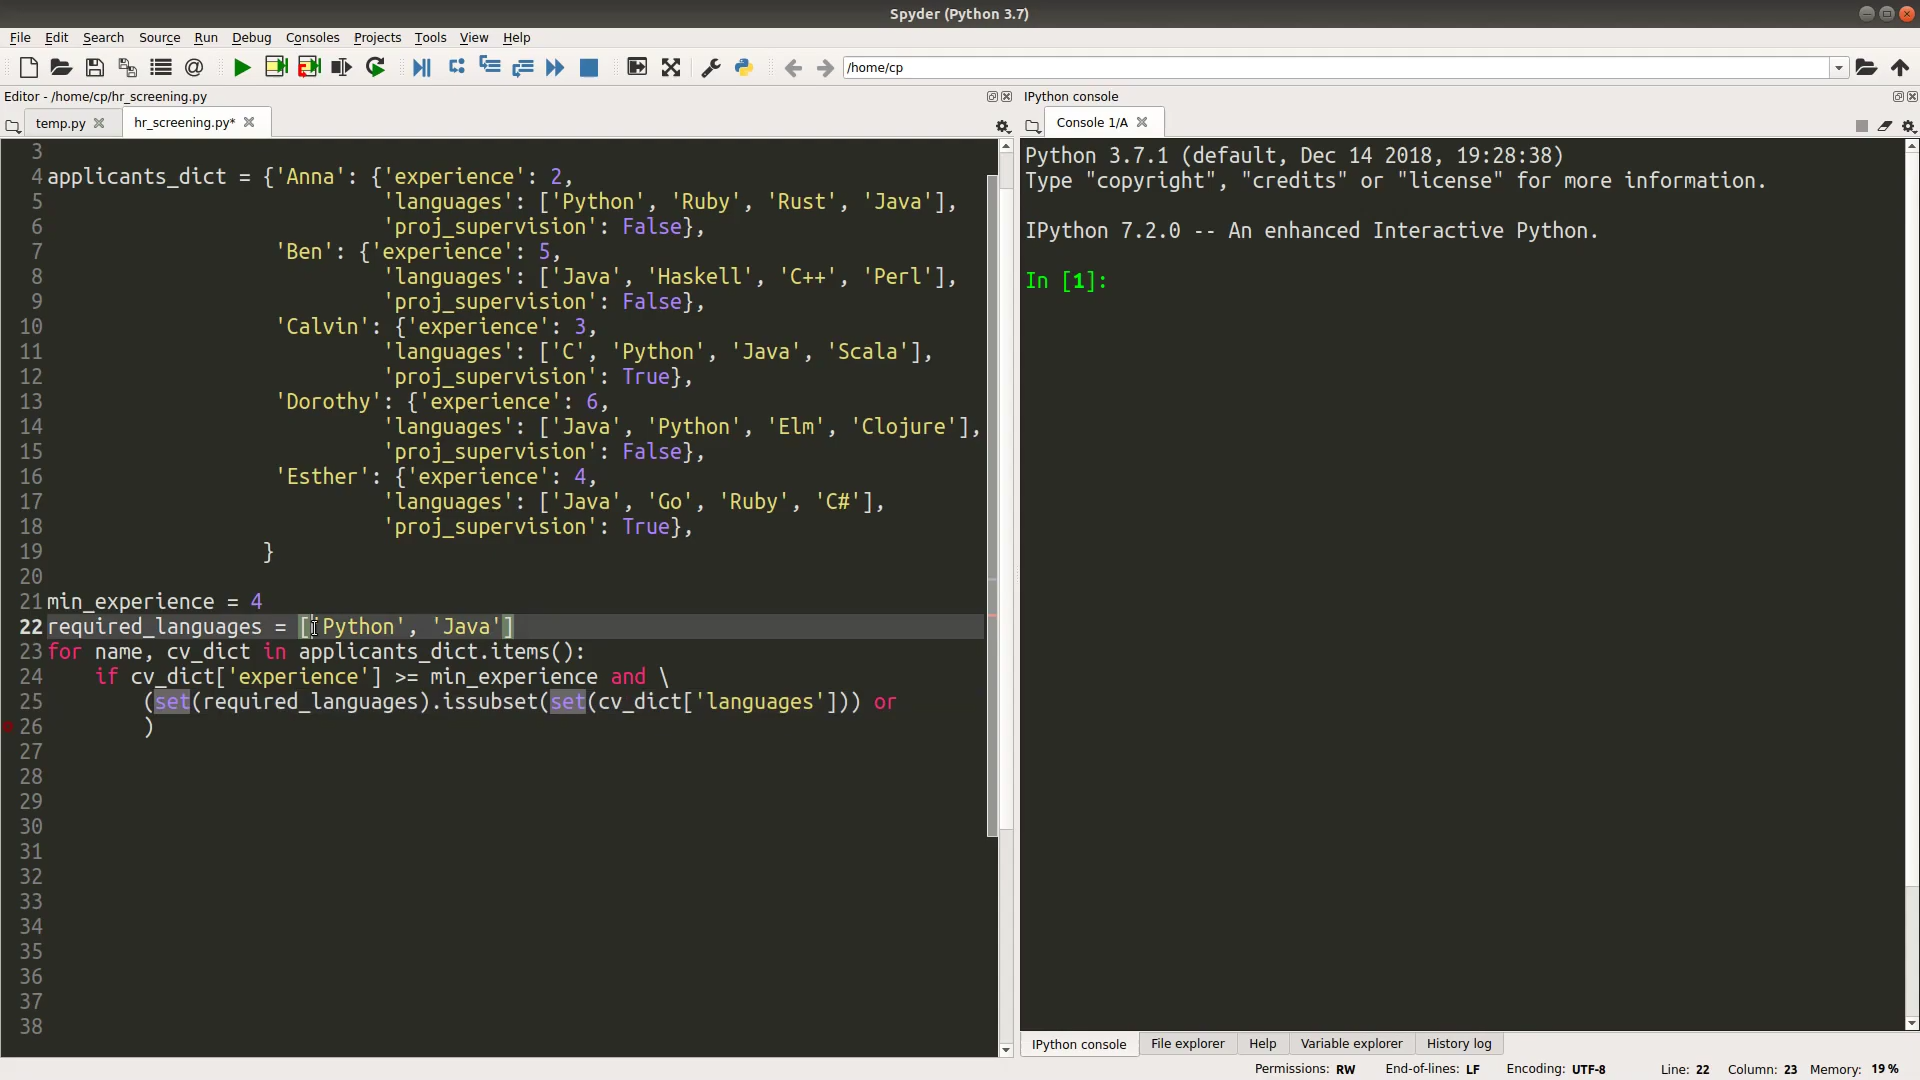 Spyder (Python 3.7)
File Edit Search Source Run Debug Consoles Projects Tools View Help
/home/cp
Editor - /home/cp/hr_screening.py
temp.py hr_screening.py*
3
4 applicants_dict = {'Anna': {'experience': 2,
5 'languages': ['Python', 'Ruby', 'Rust', 'Java'],
6 'proj_supervision': False},
7 'Ben': {'experience': 5,
8 'languages': ['Java', 'Haskell', 'C++', 'Perl'],
9 'proj_supervision': False},
10 'Calvin': {'experience': 3,
11 'languages': ['C', 'Python', 'Java', 'Scala'],
12 'proj_supervision': True},
13 'Dorothy': {'experience': 6,
14 'languages': ['Java', 'Python', 'Elm', 'Clojure'],
15 'proj_supervision': False},
16 'Esther': {'experience': 4,
17 'languages': ['Java', 'Go', 'Ruby', 'C#'],
18 'proj_supervision': True},
19 }
20
21 min_experience = 4
22 required_languages = ['Python', 'Java']
23 for name, cv_dict in applicants_dict.items():
24 if cv_dict['experience'] >= min_experience and \
25 (set(required_languages).issubset(set(cv_dict['languages'])) or
26 )
27
28
29
30
31
32
33
34
35
36
37
38
IPython console
Console 1/A
Python 3.7.1 (default, Dec 14 2018, 19:28:38)
Type "copyright", "credits" or "license" for more information.
IPython 7.2.0 -- An enhanced Interactive Python.
In [1]:
IPython console File explorer Help Variable explorer History log
Permissions: RW End-of-lines: LF Encoding: UTF-8 Line: 22 Column: 23 Memory: 19 %